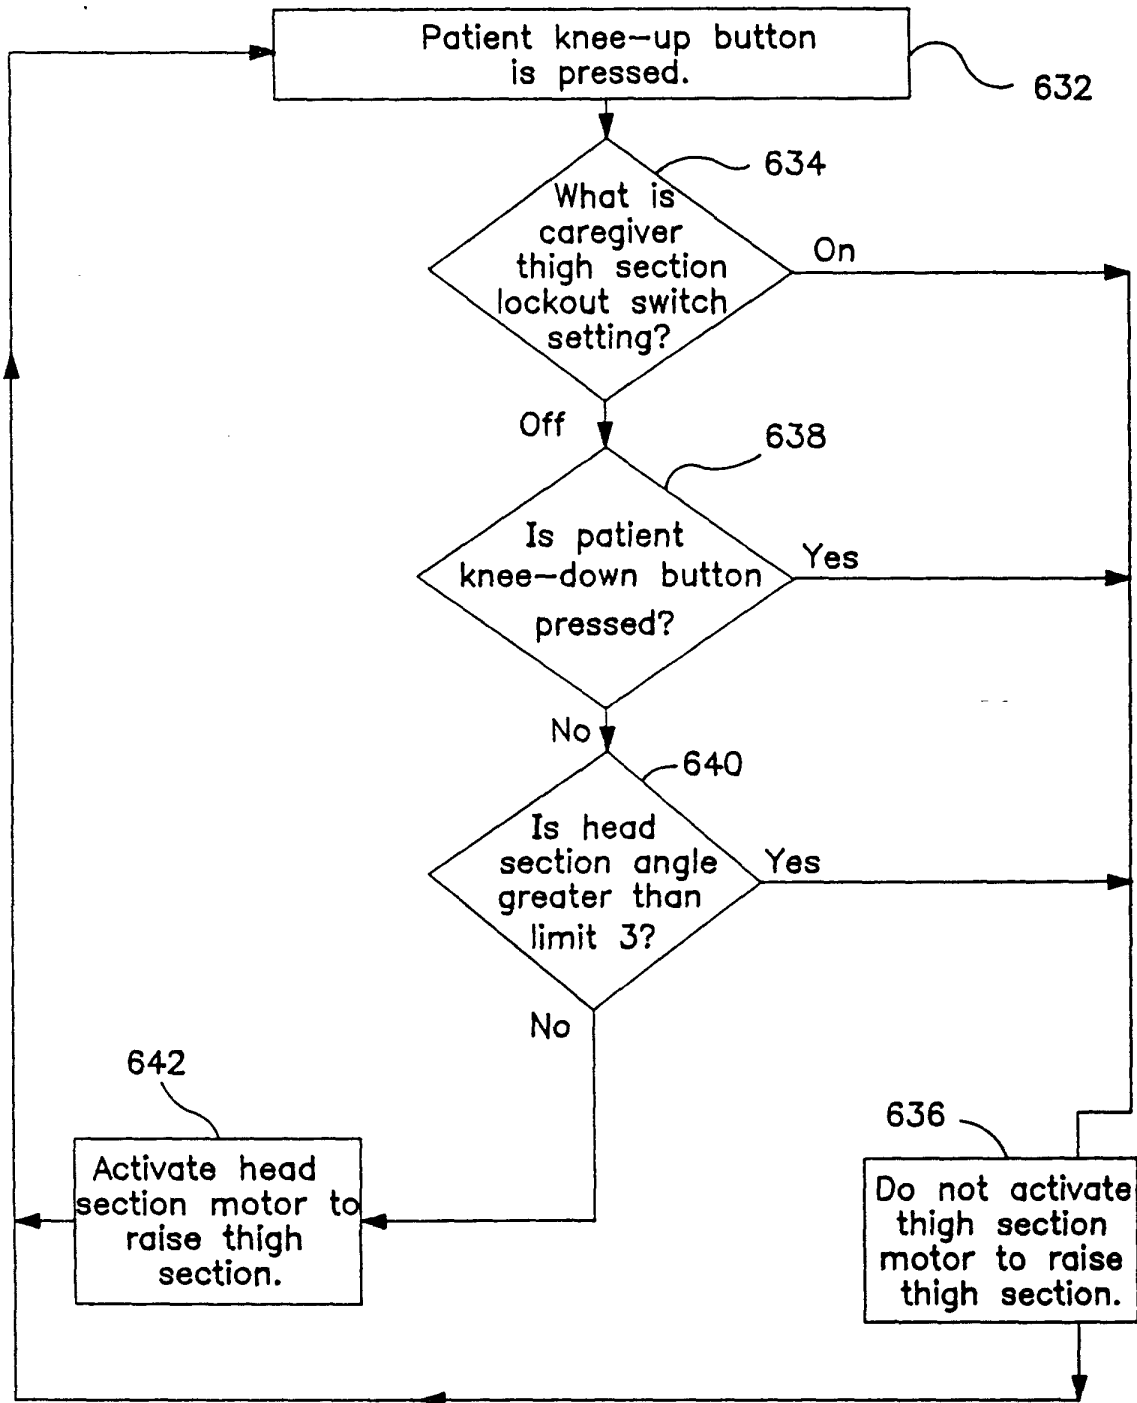 Patient knee-up button
is pressed.
632
634
What is
caregiver
thigh section
lockout switch
setting?
On
Off
638
Is patient
knee-down button
pressed?
Yes
No
640
Is head
section angle
greater than
limit 3?
Yes
No
642
Activate head
section motor to
raise thigh
section.
636
Do not activate
thigh section
motor to raise
thigh section.